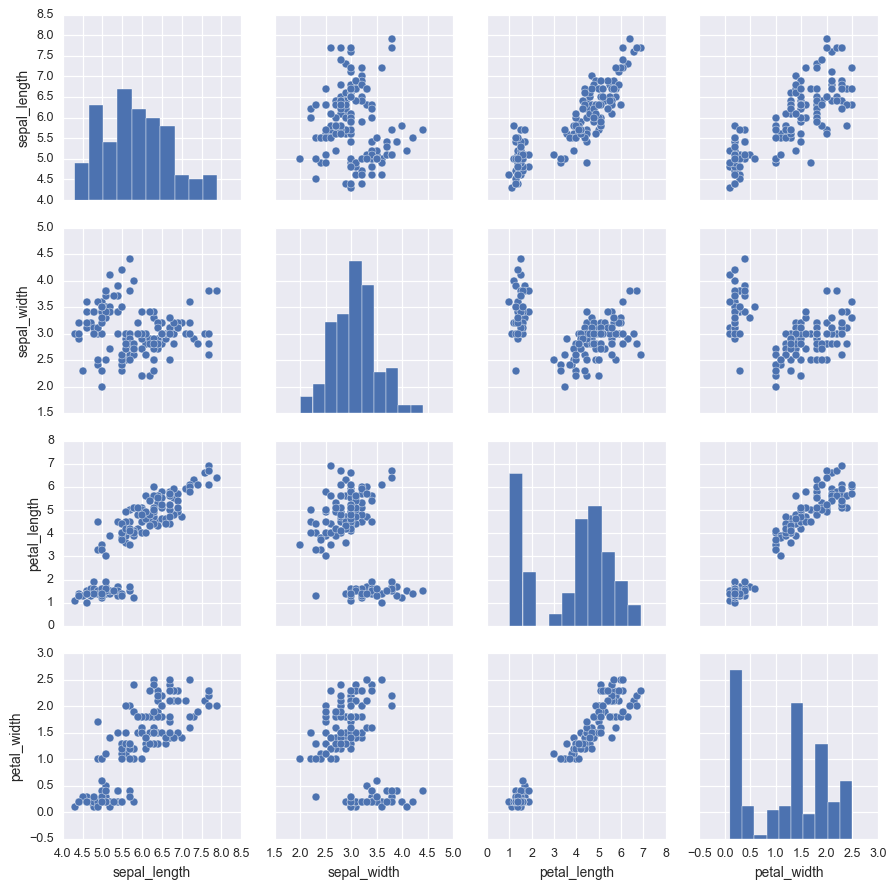 8.5
8.0
7.5
7.0
6.5
6.0
5.5
5.0
4.5
4.0
sepal_length
5.0
4.5
4.0
3.5
3.0
2.5
2.0
1.5
sepal_width
8
7
6
5
4
3
2
1
0
petal_length
3.0
2.5
2.0
1.5
1.0
0.5
0.0
−0.5
petal_width
4.0 4.5 5.0 5.5 6.0 6.5 7.0 7.5 8.0 8.5
sepal_length
1.5 2.0 2.5 3.0 3.5 4.0 4.5 5.0
sepal_width
0 1 2 3 4 5 6 7 8
petal_length
−0.5 0.0 0.5 1.0 1.5 2.0 2.5 3.0
petal_width